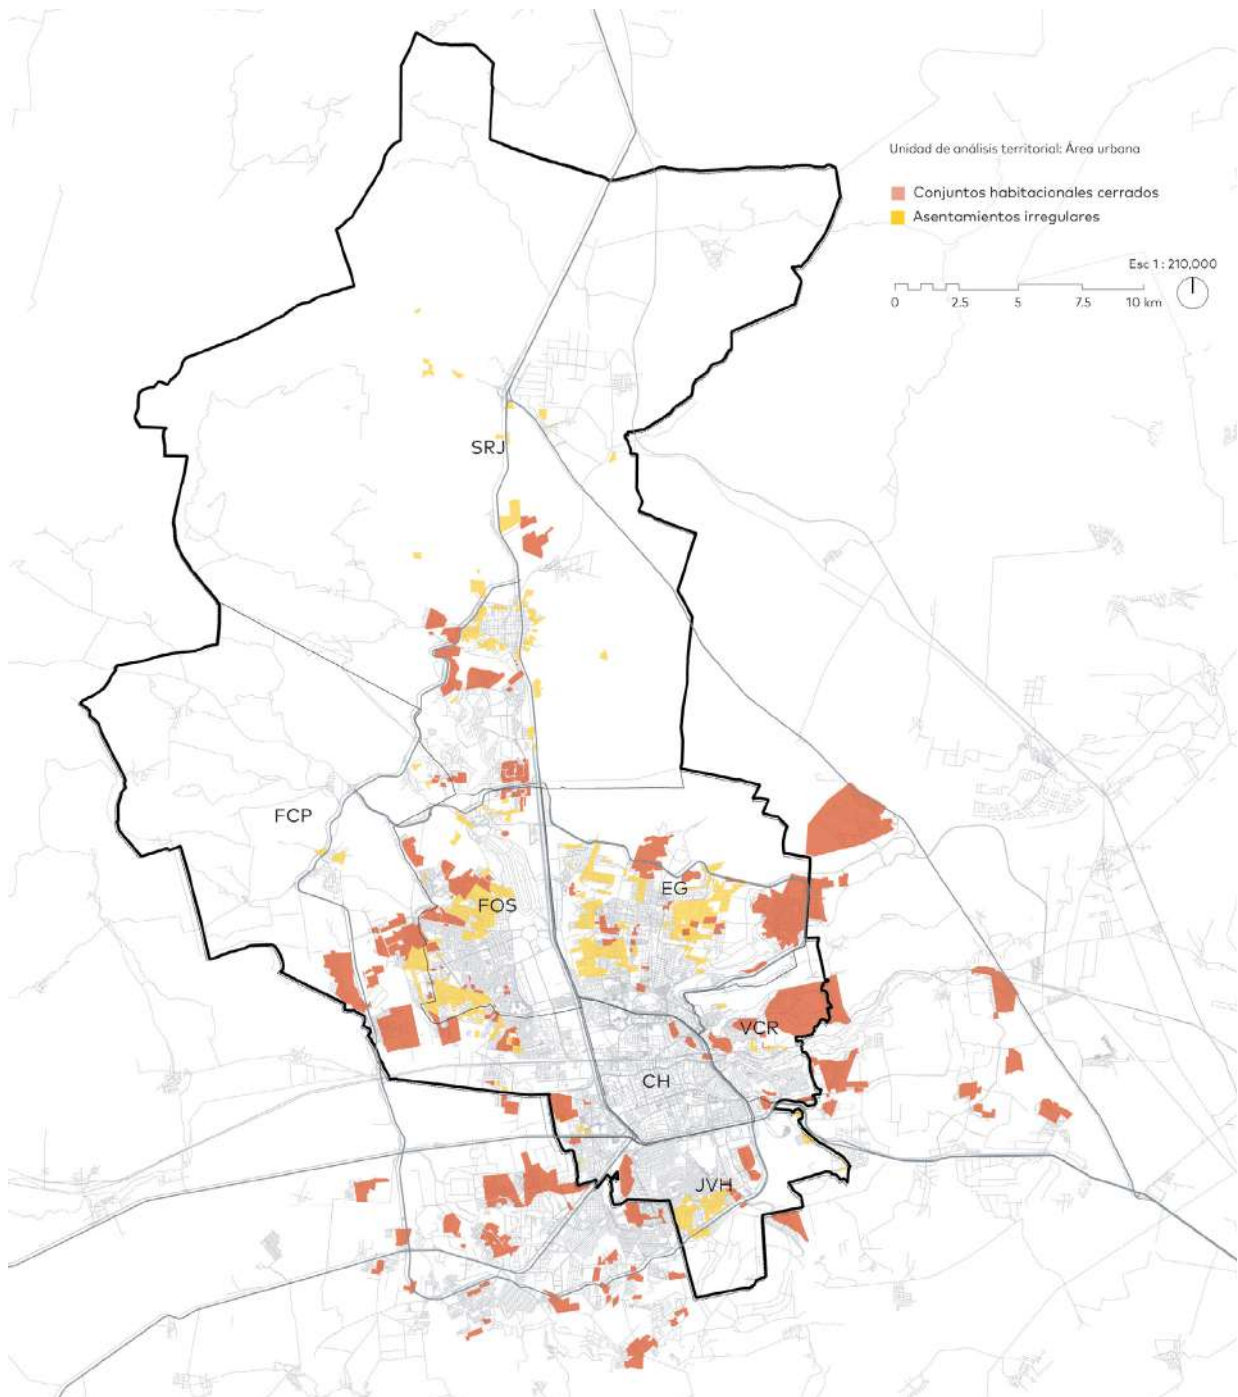 Unidad de análisis territorial: Área urbana
Conjuntos habitacionales cerrados
Asentamientos irregulares
Esc 1 : 210,000
0 2.5 5 7.5 10 km
SRJ
FCP
EG
FOS
VCR
CH
JVH